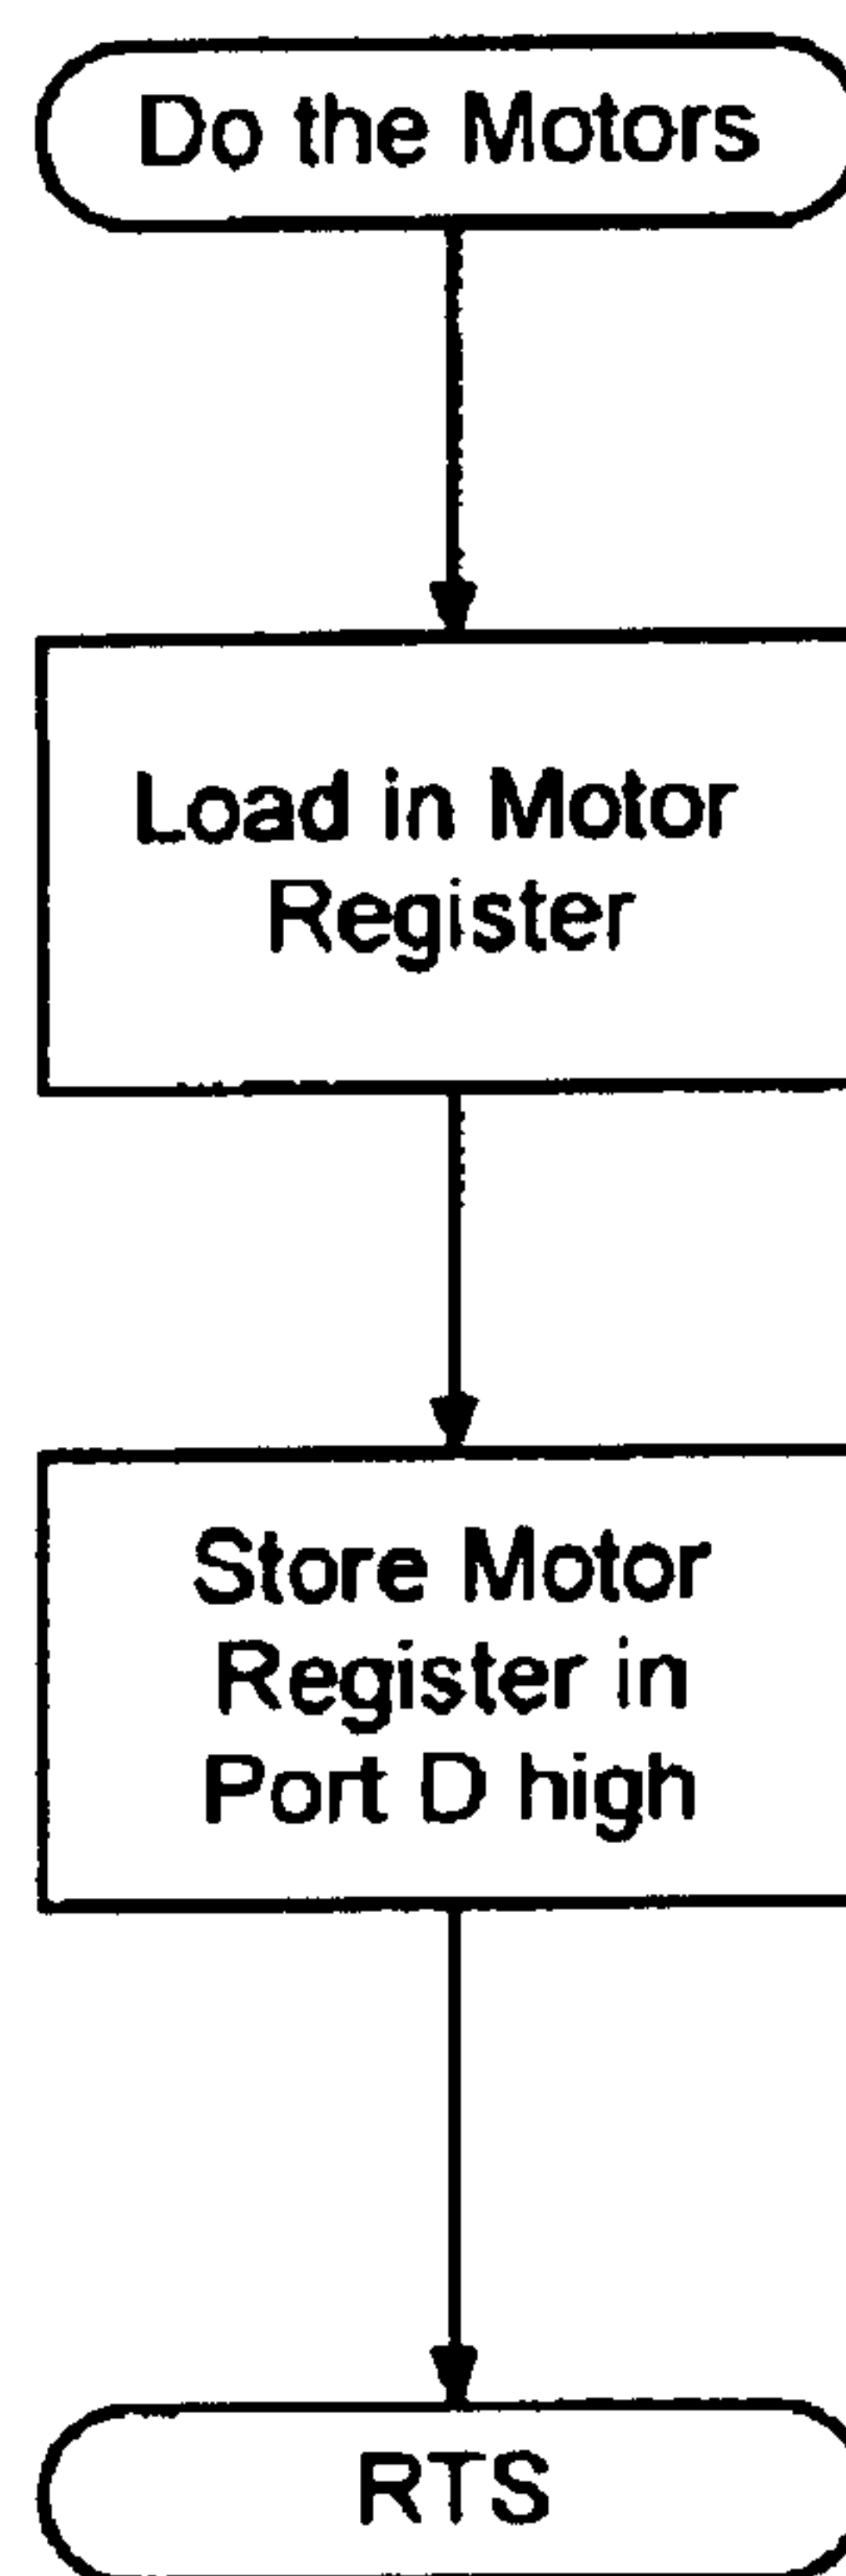 Do the Motors
Load in Motor
Register
Store Motor
Register in
Port D high
RTS